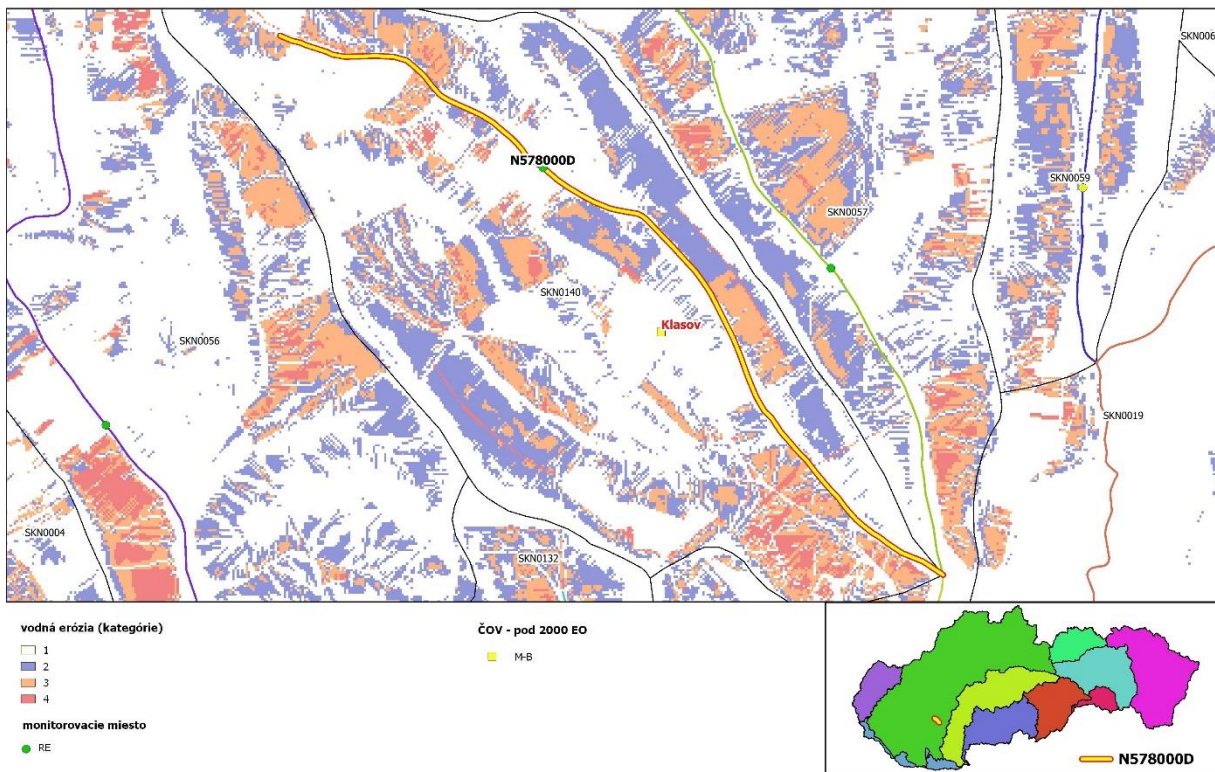 SKN006
N578000D
SKN0059
SKN0057
SKN0140
Klasov
SKN0056
SKN0019
SKN0004
SKN0132
vodná erózia (kategórie)
1
2
3
4
monitorovacie miesto
RE
ČOV - pod 2000 EO
M-B
N578000D